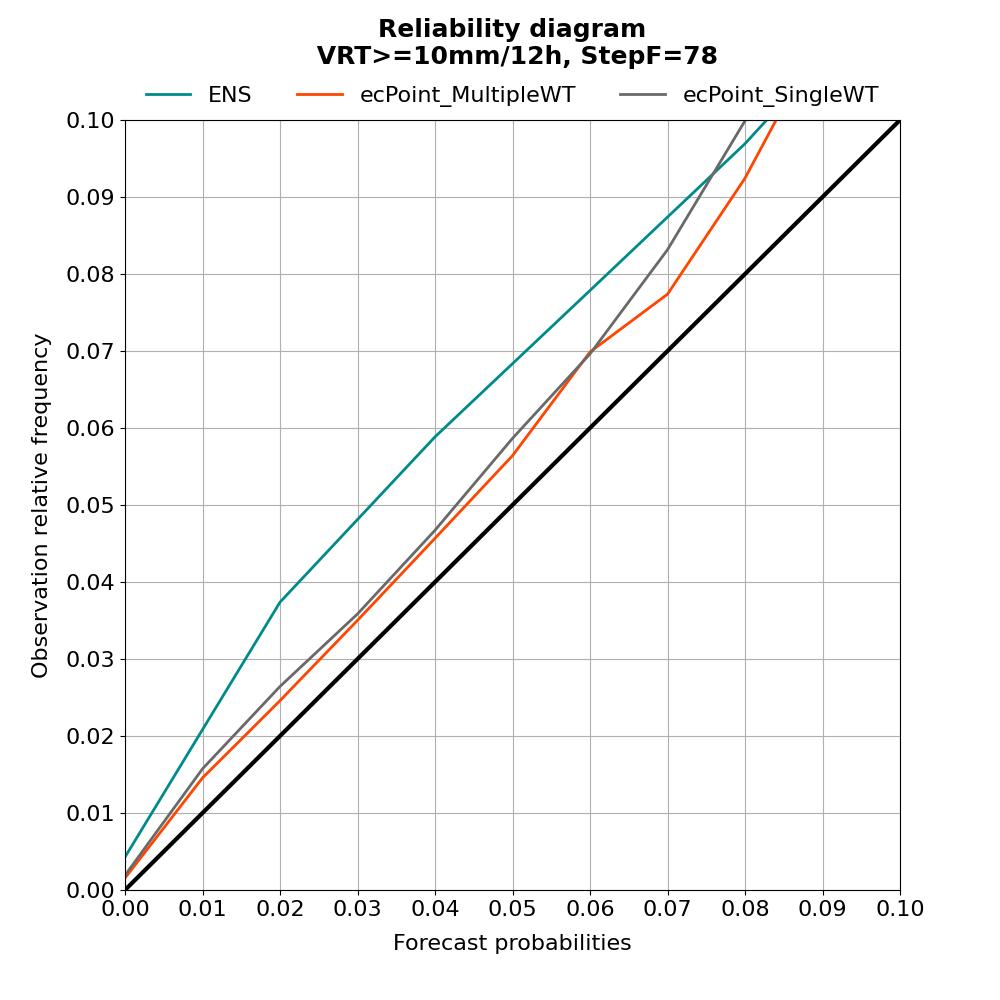 Reliability diagram
VRT>=10mm/12h, StepF=78
ENS ecPoint_MultipleWT ecPoint_SingleWT
0.10
0.09
0.08
0.07
0.06
0.05
0.04
0.03
0.02
0.01
0.00
Observation relative frequency
0.00 0.01 0.02 0.03 0.04 0.05 0.06 0.07 0.08 0.09 0.10
Forecast probabilities